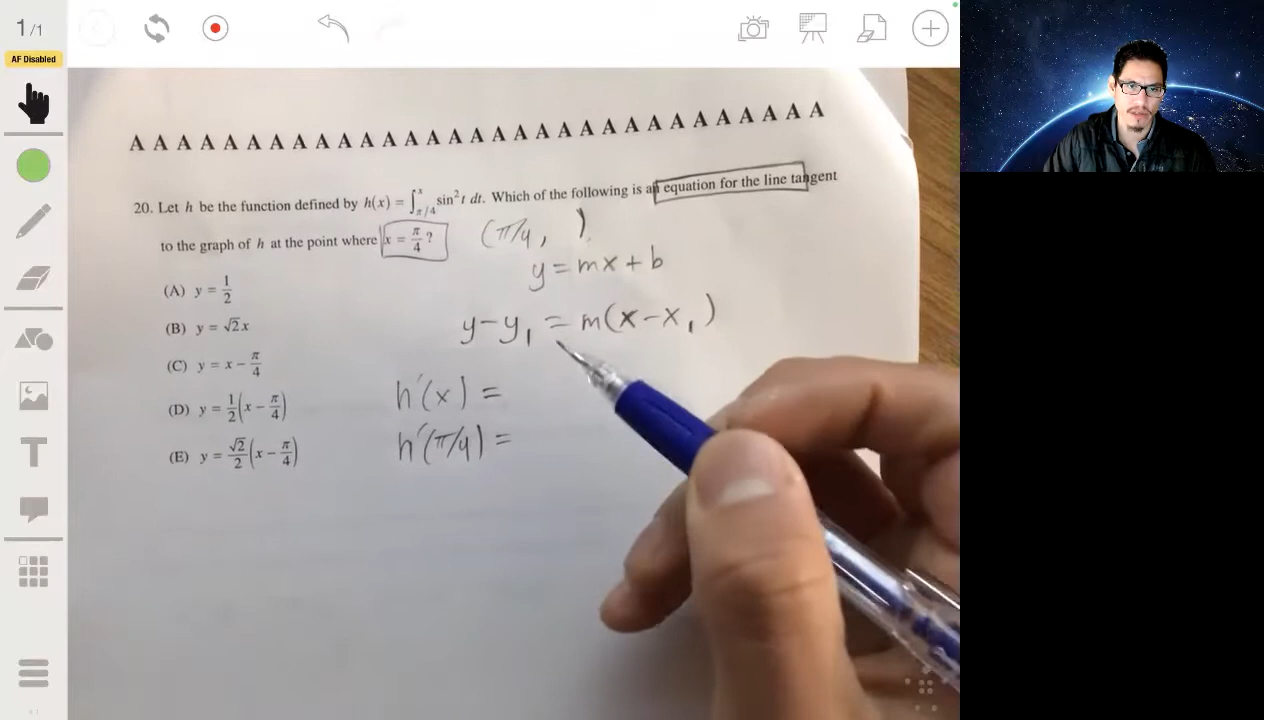 1/1
AF Disabled
T
A A A A A A A A A A A A A A A A A A A A A A A A A A A A A A A
20. Let h be the function defined by h(x) = ∫_{π/4}^{x} sin² t dt. Which of the following is an equation for the line tangent
to the graph of h at the point where x = π/4 ?
(π/4, )
y = mx + b
(A) y = 1/2
(B) y = √2x
y - y₁ = m(x - x₁)
(C) y = x - π/4
h'(x) =
(D) y = 1/2(x - π/4)
h'(π/4) =
(E) y = √2/2(x - π/4)